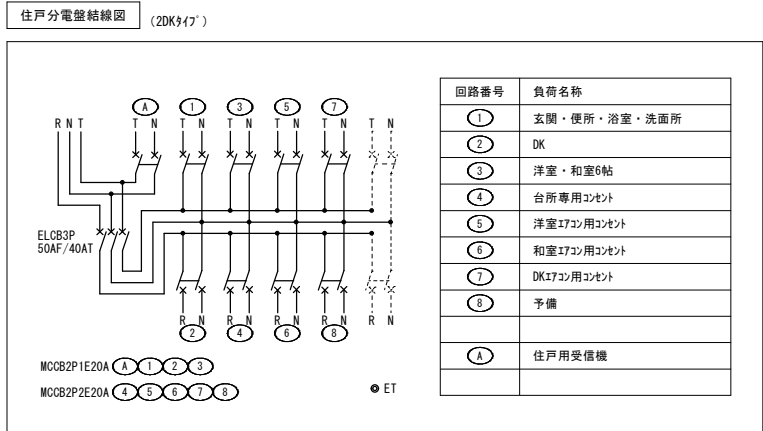 住戸分電盤結線図 (2DKﾀｲﾌﾟ)
A 1 3 5 7
R N T T N T N T N T N T N T N
ELCB3P
50AF/40AT
R N R N R N R N R N
2 4 6 8
MCCB2P1E20A A 1 2 3
MCCB2P2E20A 4 5 6 7 8
ET
回路番号 負荷名称
1 玄関・便所・浴室・洗面所
2 DK
3 洋室・和室6帖
4 台所専用ｺﾝｾﾝﾄ
5 洋室ｴｱｺﾝ用ｺﾝｾﾝﾄ
6 和室ｴｱｺﾝ用ｺﾝｾﾝﾄ
7 DKｴｱｺﾝ用ｺﾝｾﾝﾄ
8 予備
A 住戸用受信機